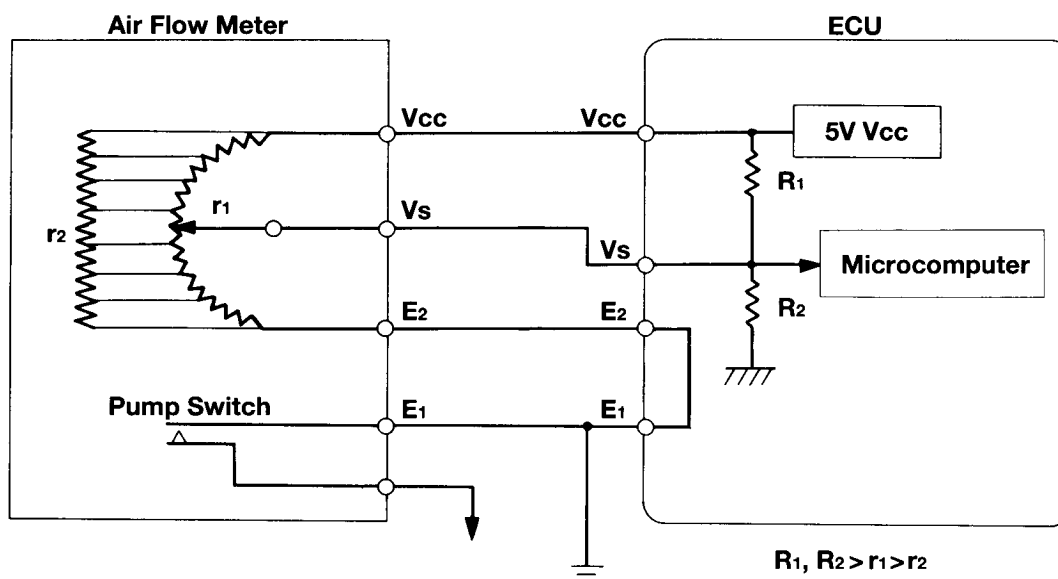 Air Flow Meter
ECU
Vcc
Vcc
5V Vcc
R1
r1
Vs
r2
Vs
Microcomputer
R2
E2
E2
Pump Switch
E1
E1
R1, R2 > r1 > r2